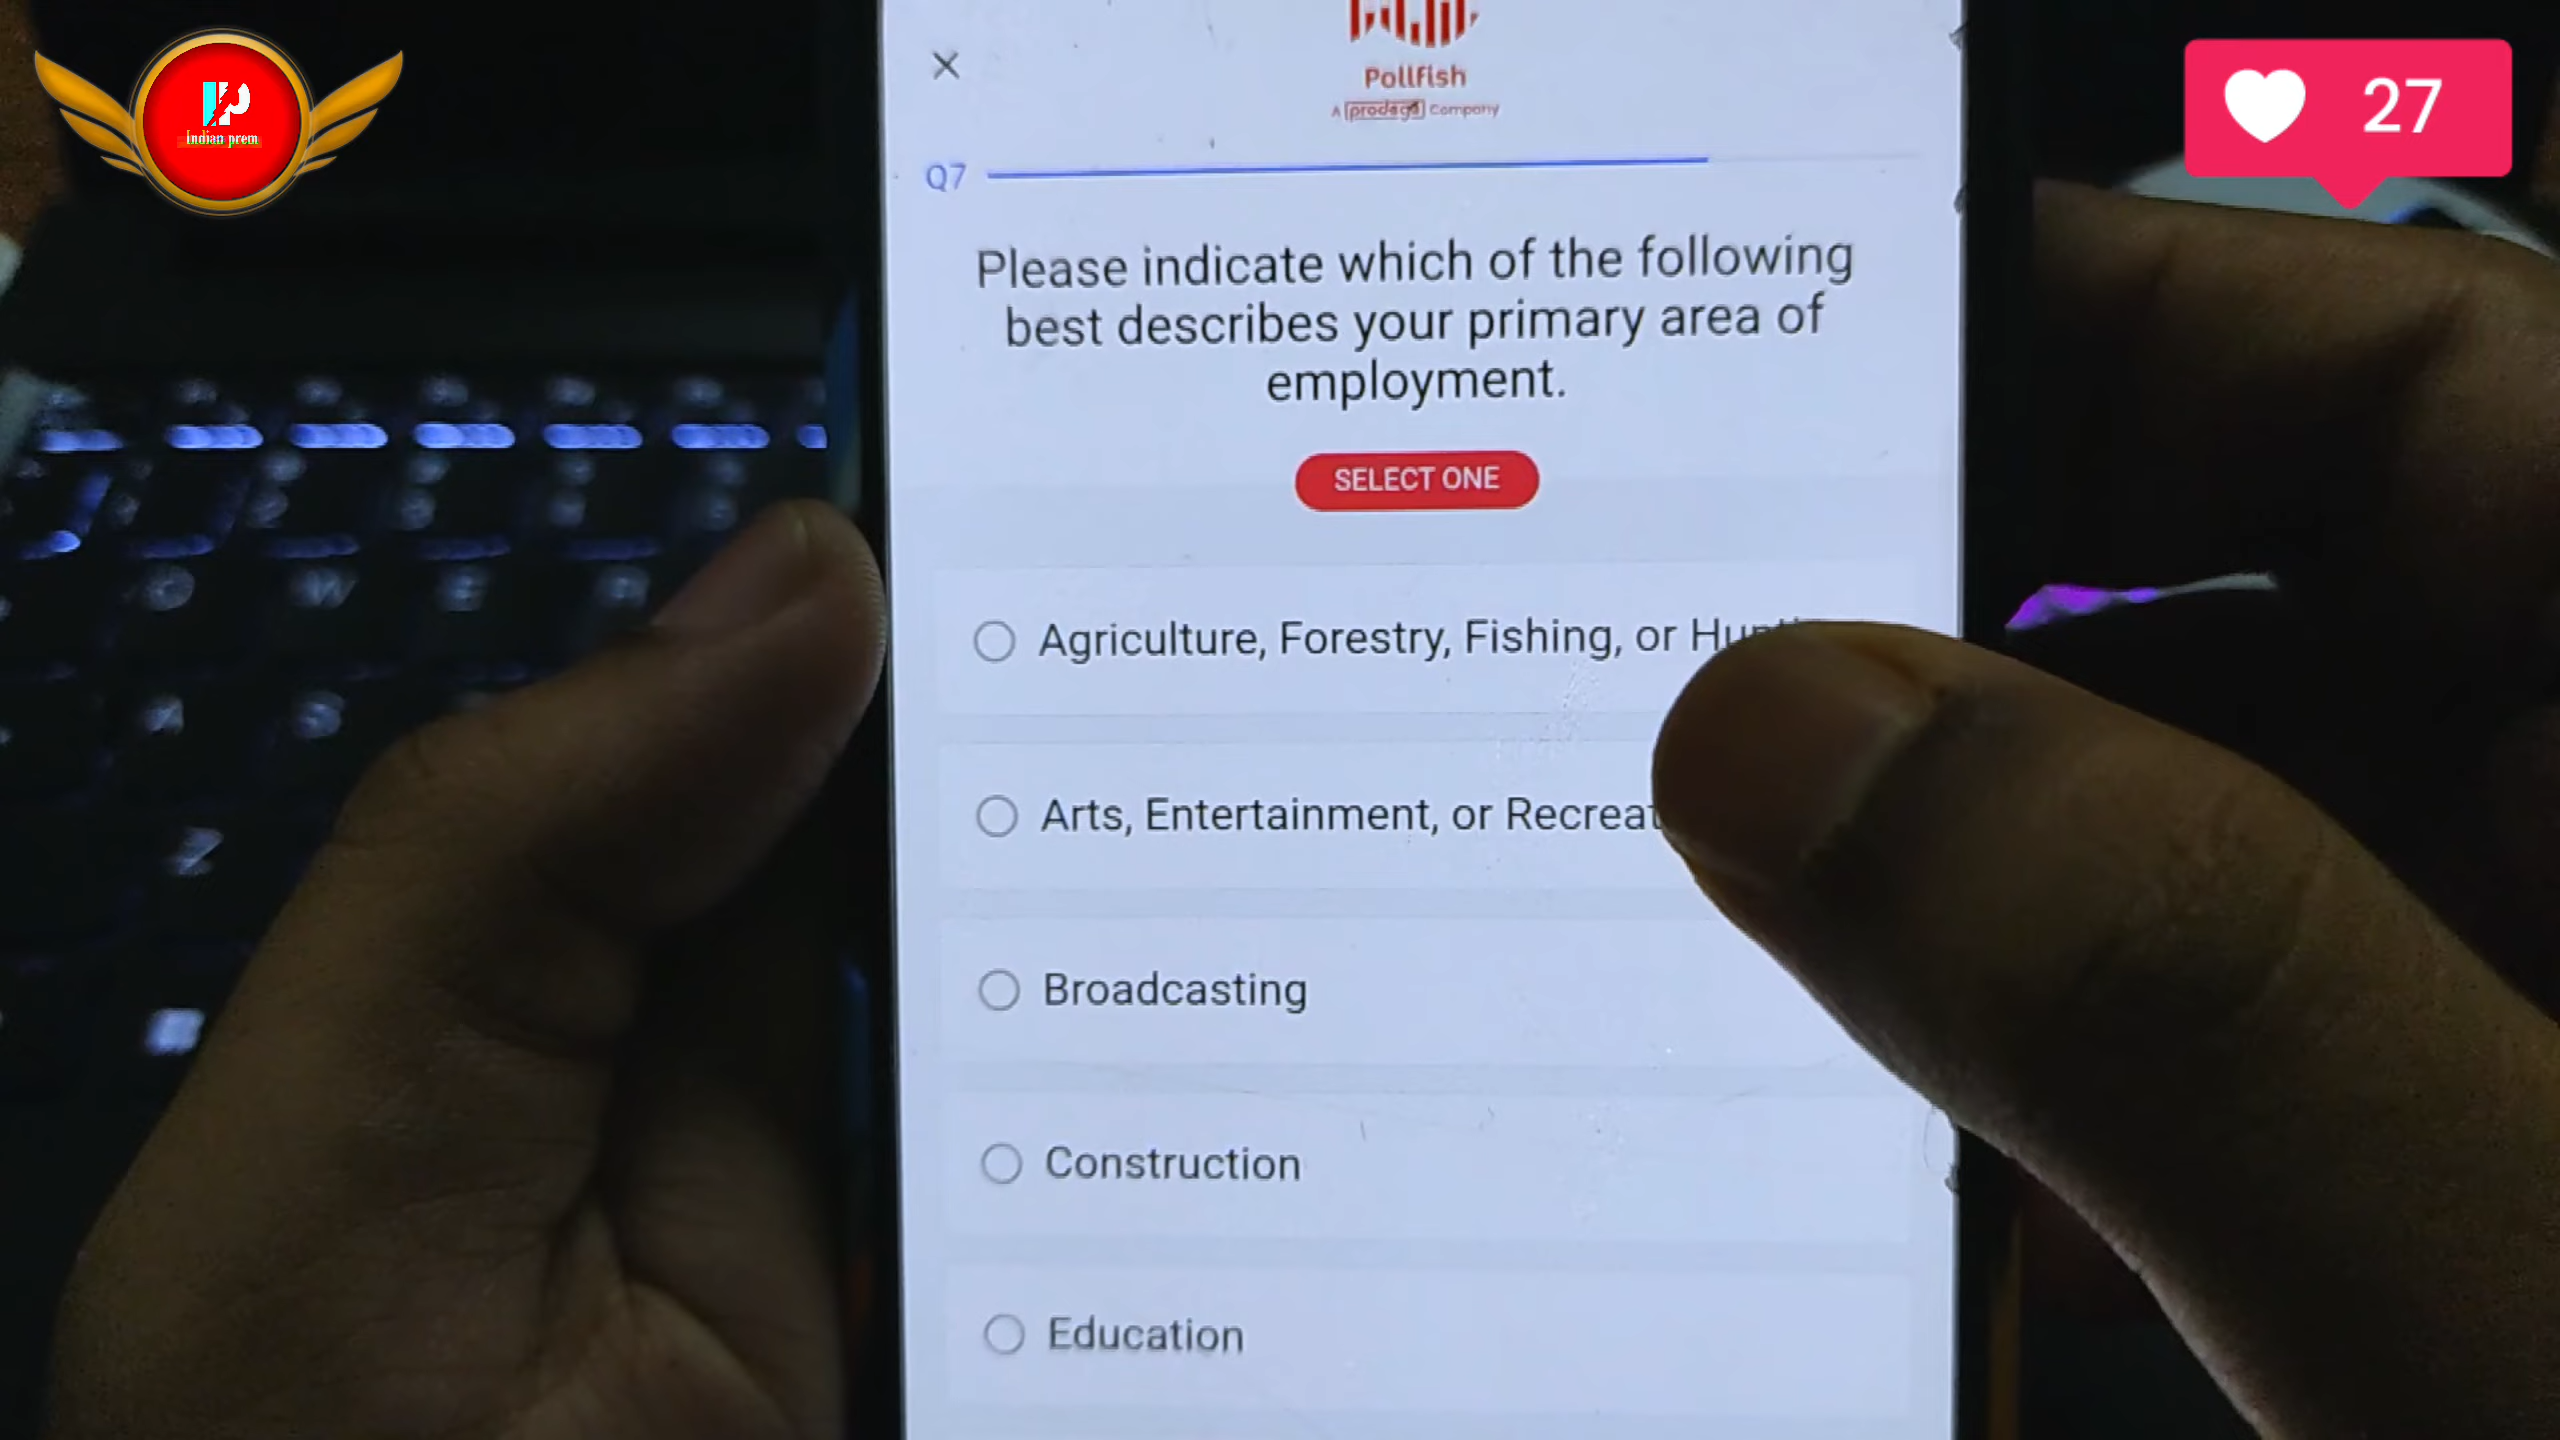 IP
Indian prem
27
Pollfish
A prodege Company
Q7
Please indicate which of the following
best describes your primary area of
employment.
SELECT ONE
Agriculture, Forestry, Fishing, or
Arts, Entertainment, or
Broadcasting
Construction
Education
W
E
R
A
S
Z